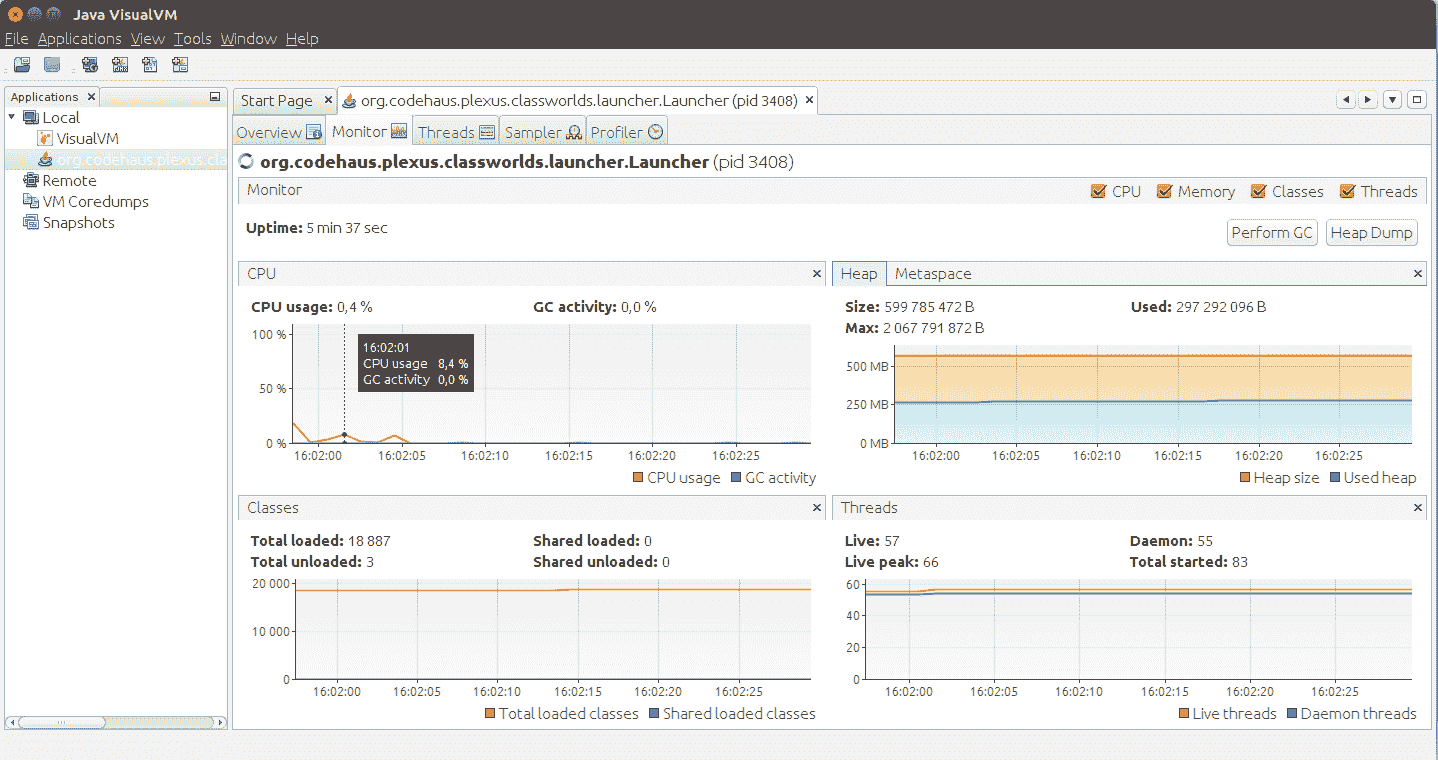 Java VisualVM
File Applications View Tools Window Help
Applications
Local
VisualVM
org.codehaus.plexus.cla
Remote
VM Coredumps
Snapshots
Start Page
org.codehaus.plexus.classworlds.launcher.Launcher (pid 3408)
Overview Monitor Threads Sampler Profiler
org.codehaus.plexus.classworlds.launcher.Launcher (pid 3408)
Monitor
CPU Memory Classes Threads
Uptime: 5 min 37 sec
Perform GC Heap Dump
CPU
CPU usage: 0,4 % GC activity: 0,0 %
100 %
50 %
0 %
16:02:01
CPU usage 8,4 %
GC activity 0,0 %
16:02:00 16:02:05 16:02:10 16:02:15 16:02:20 16:02:25
CPU usage GC activity
Heap Metaspace
Size: 599 785 472 B Used: 297 292 096 B
Max: 2 067 791 872 B
500 MB
250 MB
0 MB
16:02:00 16:02:05 16:02:10 16:02:15 16:02:20 16:02:25
Heap size Used heap
Classes
Total loaded: 18 887 Shared loaded: 0
Total unloaded: 3 Shared unloaded: 0
20 000
10 000
0
16:02:00 16:02:05 16:02:10 16:02:15 16:02:20 16:02:25
Total loaded classes Shared loaded classes
Threads
Live: 57 Daemon: 55
Live peak: 66 Total started: 83
60
40
20
0
16:02:00 16:02:05 16:02:10 16:02:15 16:02:20 16:02:25
Live threads Daemon threads